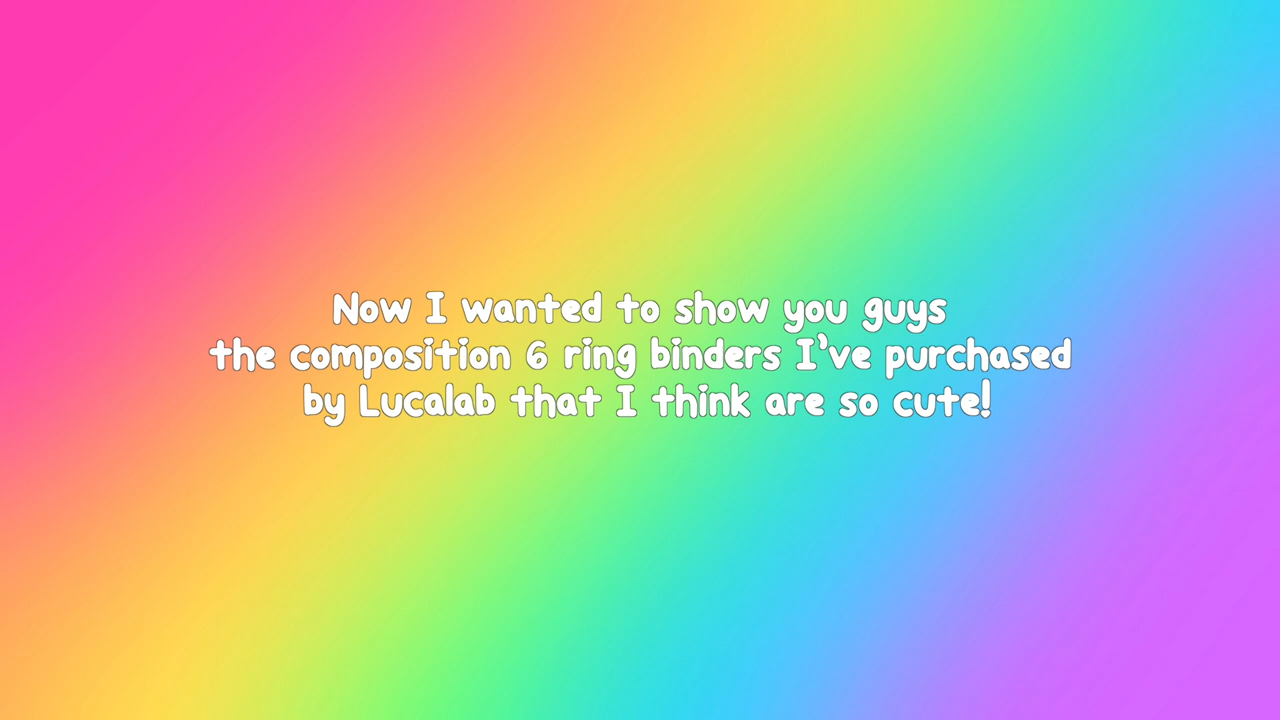 Now I wanted to show you guys
the composition 6 ring binders I've purchased
by Lucalab that I think are so cute!